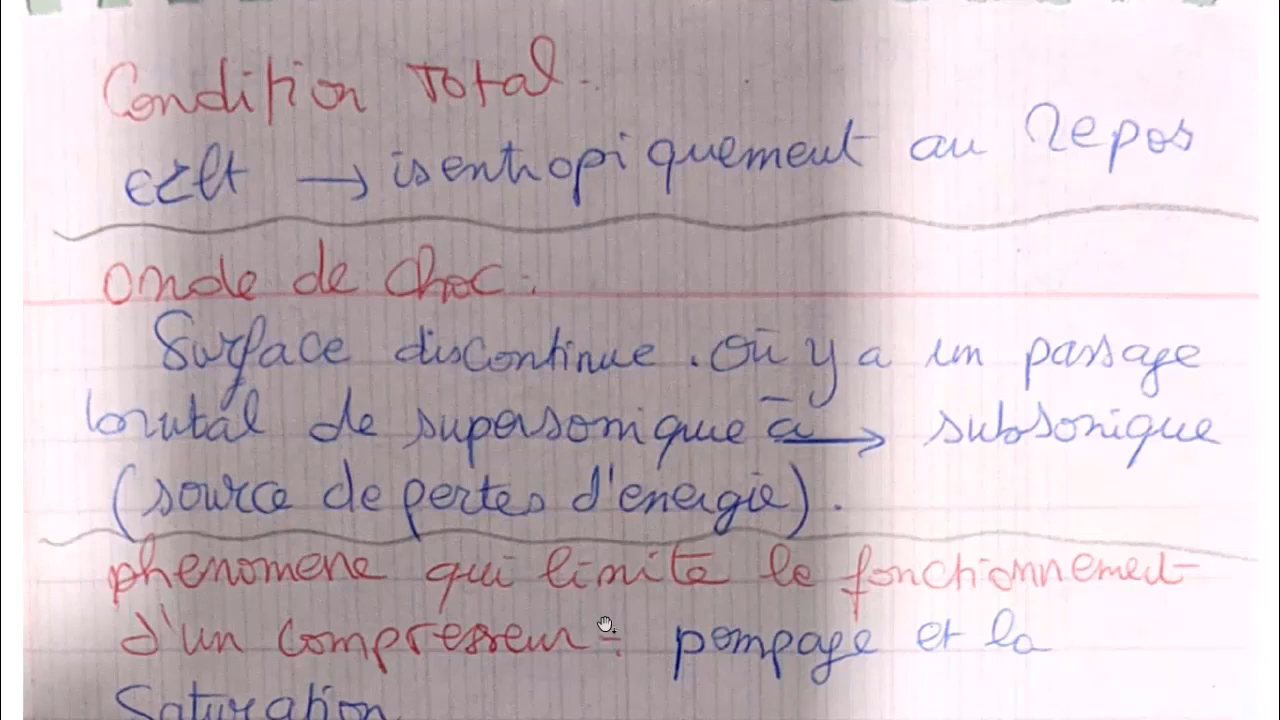 Condition Total.
→ isentropiquement au repos
Onde de choc :
Surface discontinue. où y a un passage
brutal de supersonique à → subsonique
(source de pertes d'energie).
phenomene qui limite le fonctionnement
d'un compresseur : pompage et la
Saturation